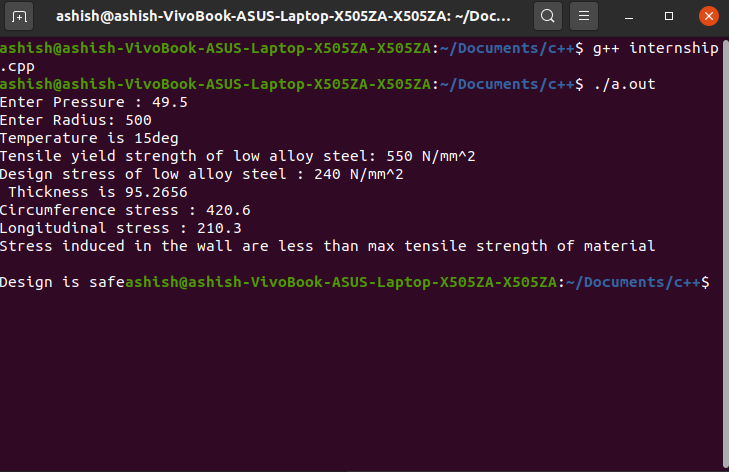 ashish@ashish-VivoBook-ASUS-Laptop-X505ZA-X505ZA: ~/Doc...
ashish@ashish-VivoBook-ASUS-Laptop-X505ZA-X505ZA:~/Documents/c++$ g++ internship
.cpp
ashish@ashish-VivoBook-ASUS-Laptop-X505ZA-X505ZA:~/Documents/c++$ ./a.out
Enter Pressure : 49.5
Enter Radius: 500
Temperature is 15deg
Tensile yield strength of low alloy steel: 550 N/mm^2
Design stress of low alloy steel : 240 N/mm^2
 Thickness is 95.2656
Circumference stress : 420.6
Longitudinal stress : 210.3
Stress induced in the wall are less than max tensile strength of material
Design is safeashish@ashish-VivoBook-ASUS-Laptop-X505ZA-X505ZA:~/Documents/c++$